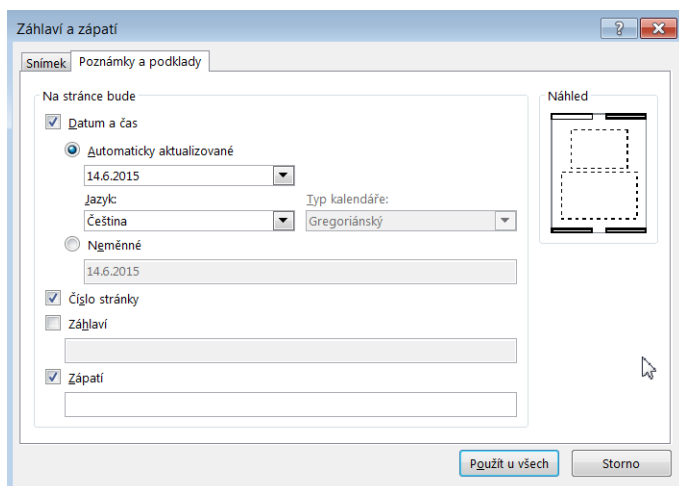 Záhlaví a zápatí
Snímek Poznámky a podklady
Na stránce bude
Náhled
Datum a čas
Automaticky aktualizované
14.6.2015
Jazyk: Typ kalendáře:
Čeština Gregoriánský
Neměnné
14.6.2015
Číslo stránky
Záhlaví
Zápatí
Použít u všech Storno